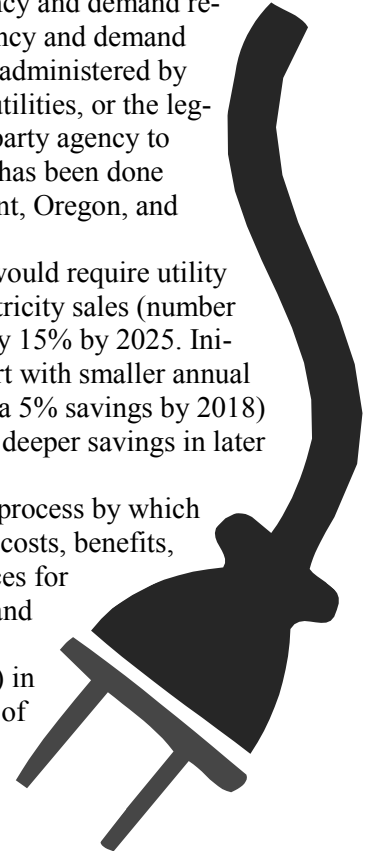 ncy and demand re-
ncy and demand
administered by
utilities, or the leg-
party agency to
has been done
nt, Oregon, and
would require utility
tricity sales (number
y 15% by 2025. Ini-
rt with smaller annual
a 5% savings by 2018)
deeper savings in later
process by which
costs, benefits,
ces for
and
) in
of